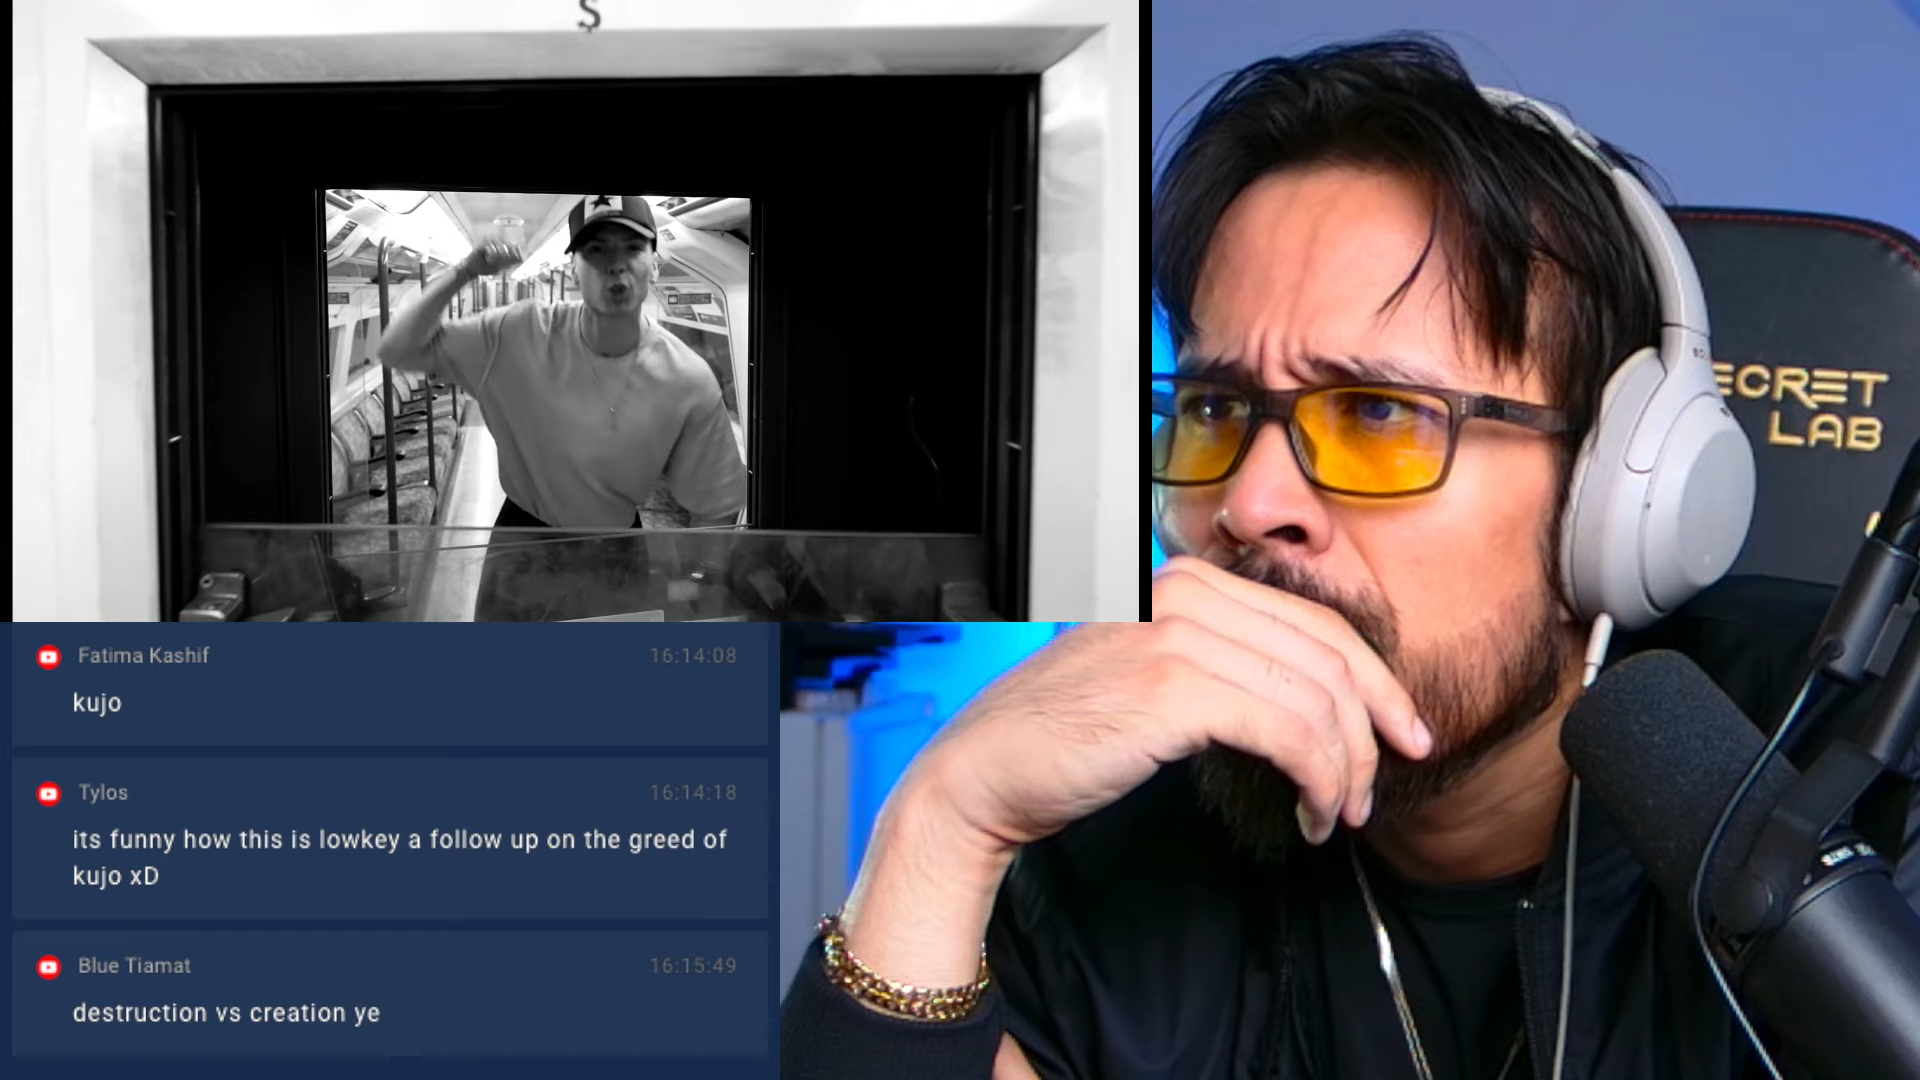 $
ECRET
LAB
Fatima Kashif 16:14:08
kujo
Tylos 16:14:18
its funny how this is lowkey a follow up on the greed of
kujo xD
Blue Tiamat 16:15:49
destruction vs creation ye